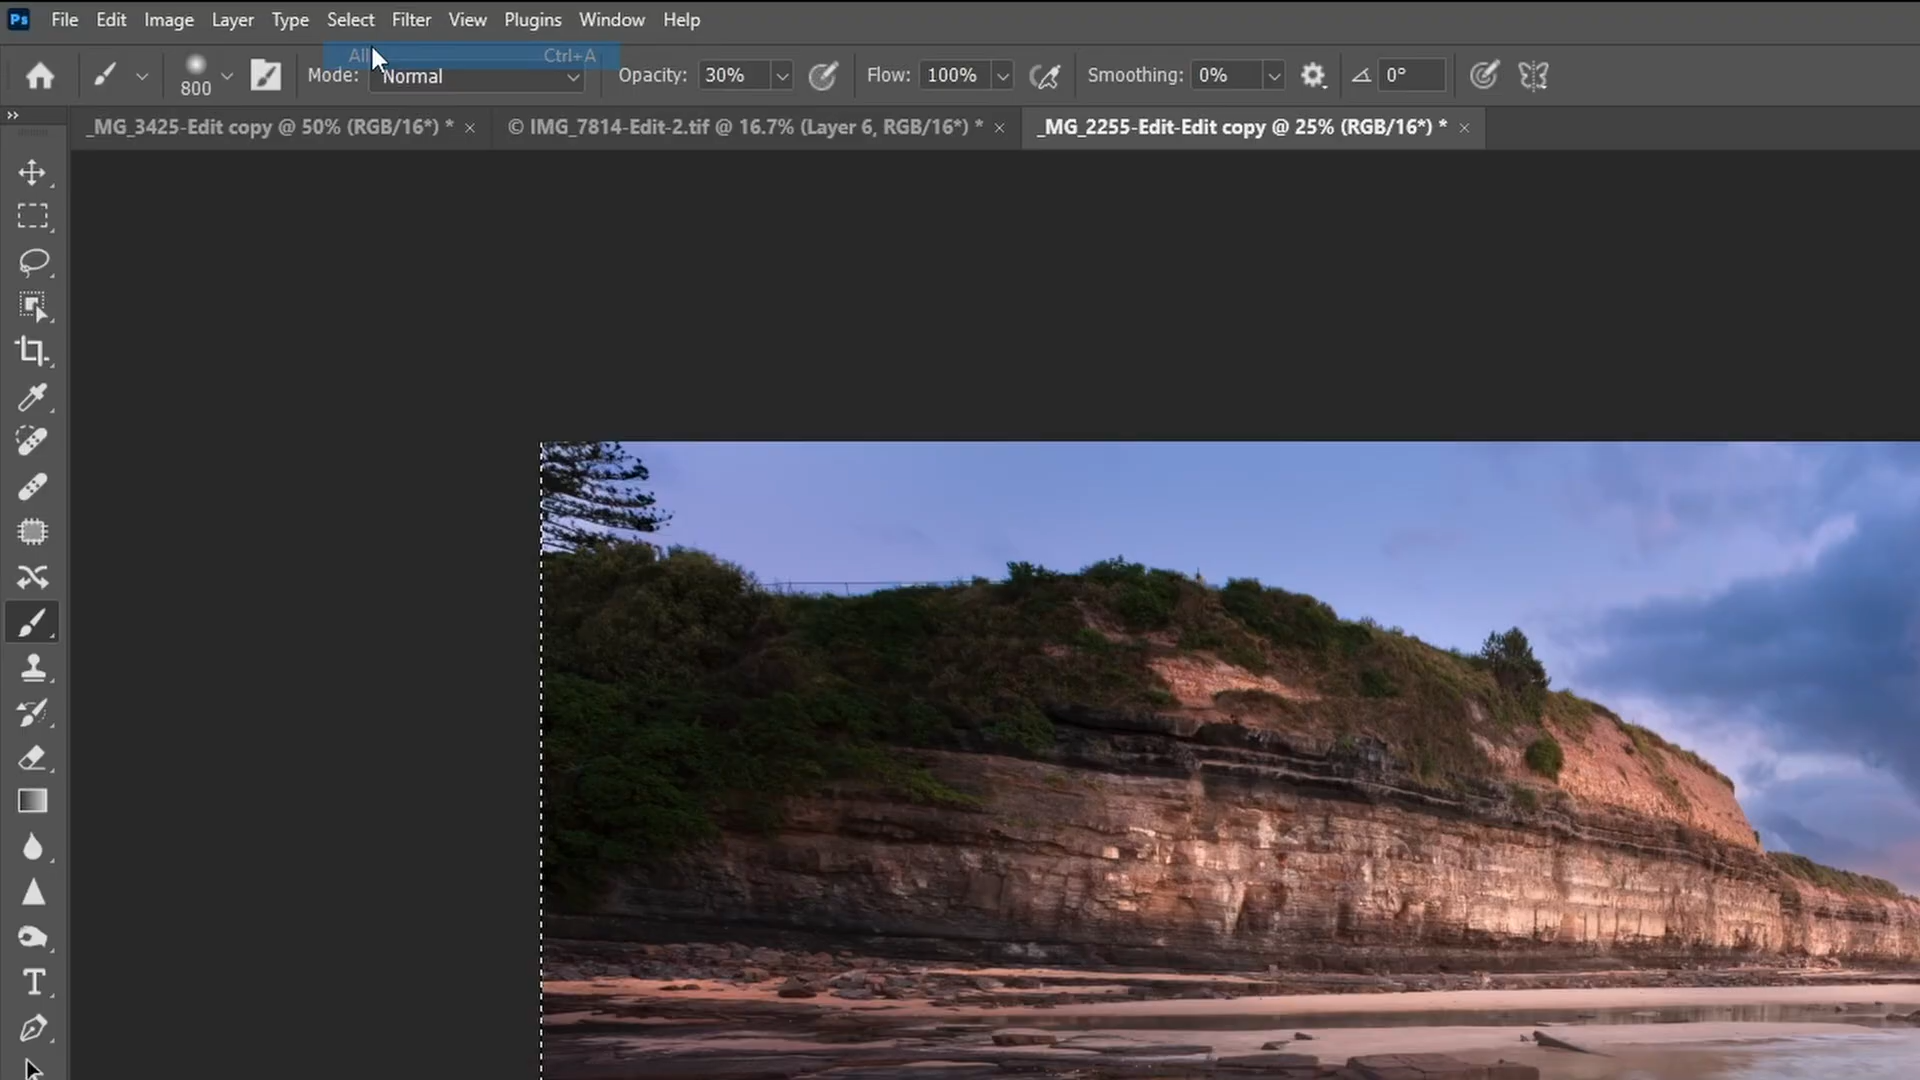 Ps File Edit Image Layer Type Select Filter View Plugins Window Help
All Ctrl+A
800 Mode: Normal Opacity: 30% Flow: 100% Smoothing: 0% 0°
_MG_3425-Edit copy @ 50% (RGB/16*) * × © IMG_7814-Edit-2.tif @ 16.7% (Layer 6, RGB/16*) * × _MG_2255-Edit-Edit copy @ 25% (RGB/16*) * ×